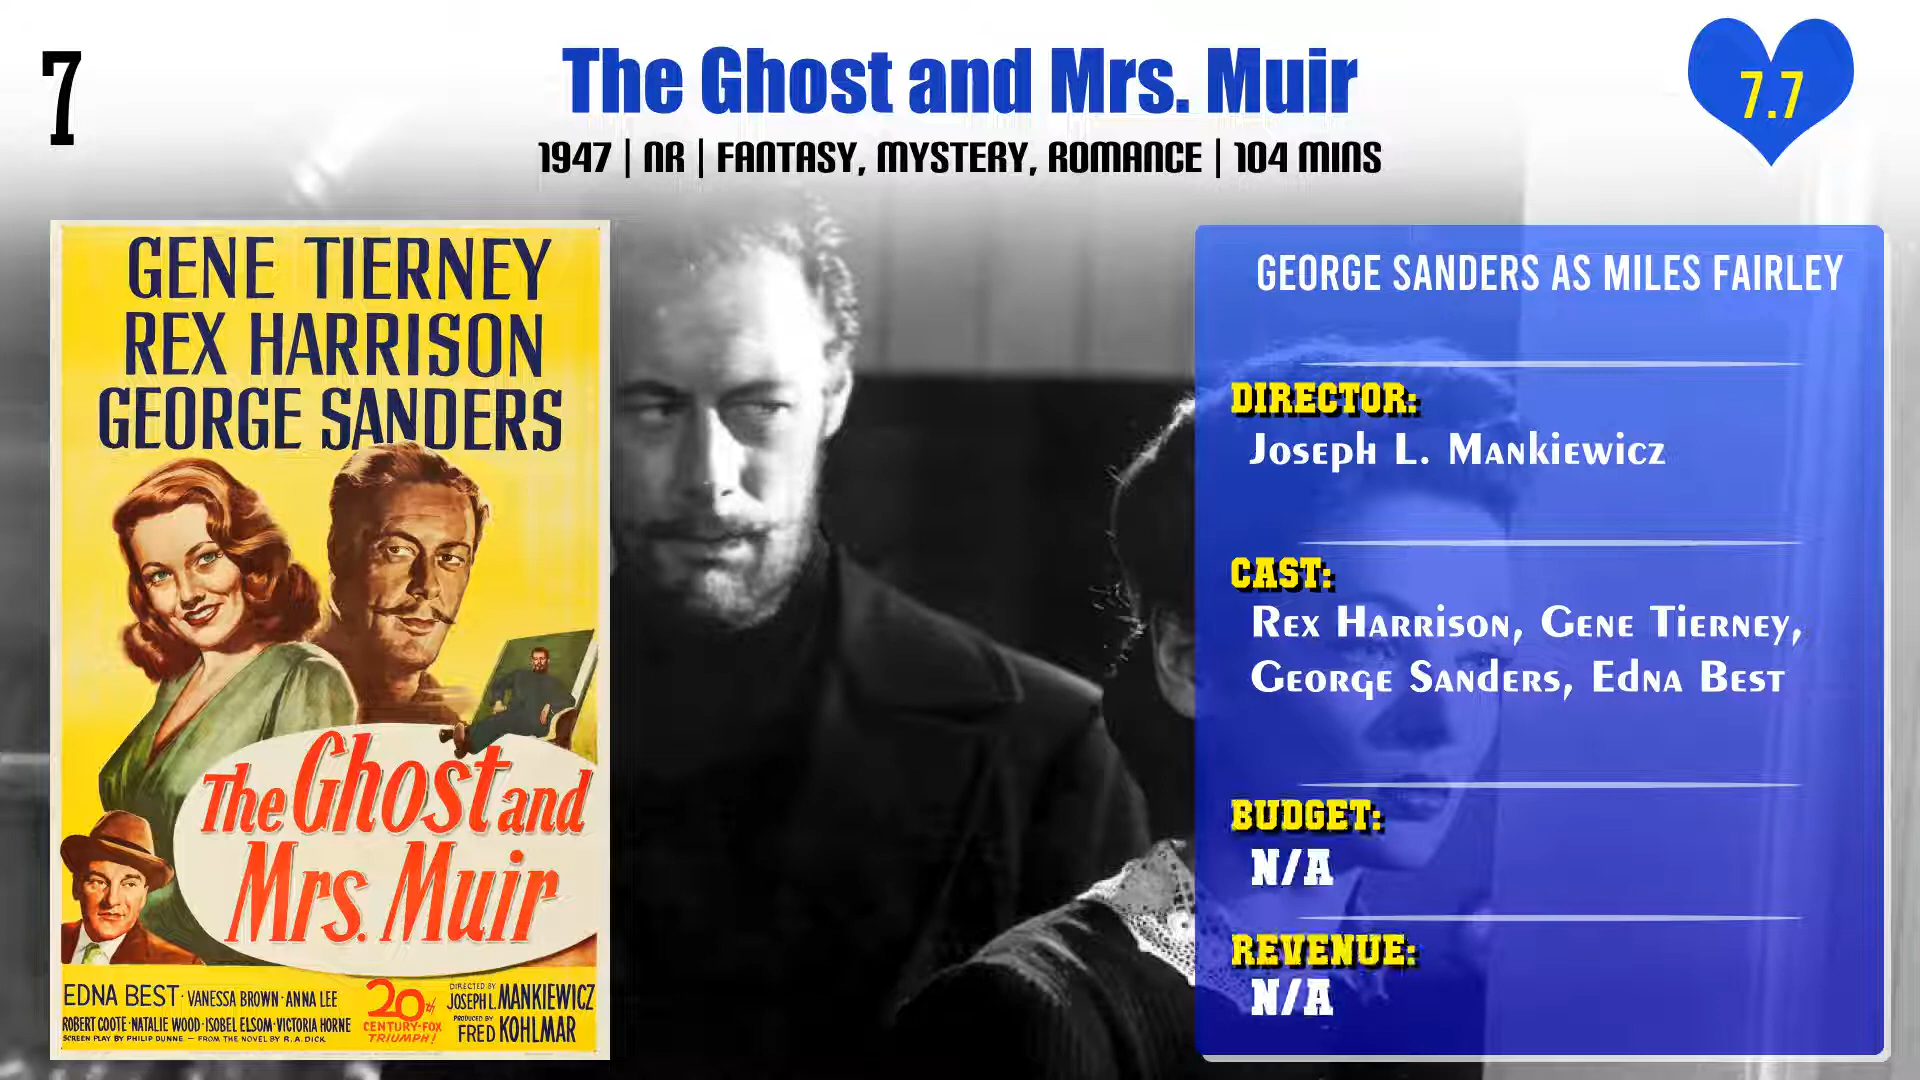 7
The Ghost and Mrs. Muir
7.7
1947 | NR | FANTASY, MYSTERY, ROMANCE | 104 MINS
GENE TIERNEY
REX HARRISON
GEORGE SANDERS
The Ghost and
Mrs. Muir
EDNA BEST · VANESSA BROWN · ANNA LEE
ROBERT COOTE · NATALIE WOOD · ISOBEL ELSOM · VICTORIA HORNE
SCREEN PLAY BY PHILIP DUNNE — FROM THE NOVEL BY R. A. DICK
20th
CENTURY-FOX
TRIUMPH!
DIRECTED BY
JOSEPH L. MANKIEWICZ
PRODUCED BY
FRED KOHLMAR
GEORGE SANDERS AS MILES FAIRLEY
DIRECTOR:
Joseph L. Mankiewicz
CAST:
Rex Harrison, Gene Tierney,
George Sanders, Edna Best
BUDGET:
N/A
REVENUE:
N/A